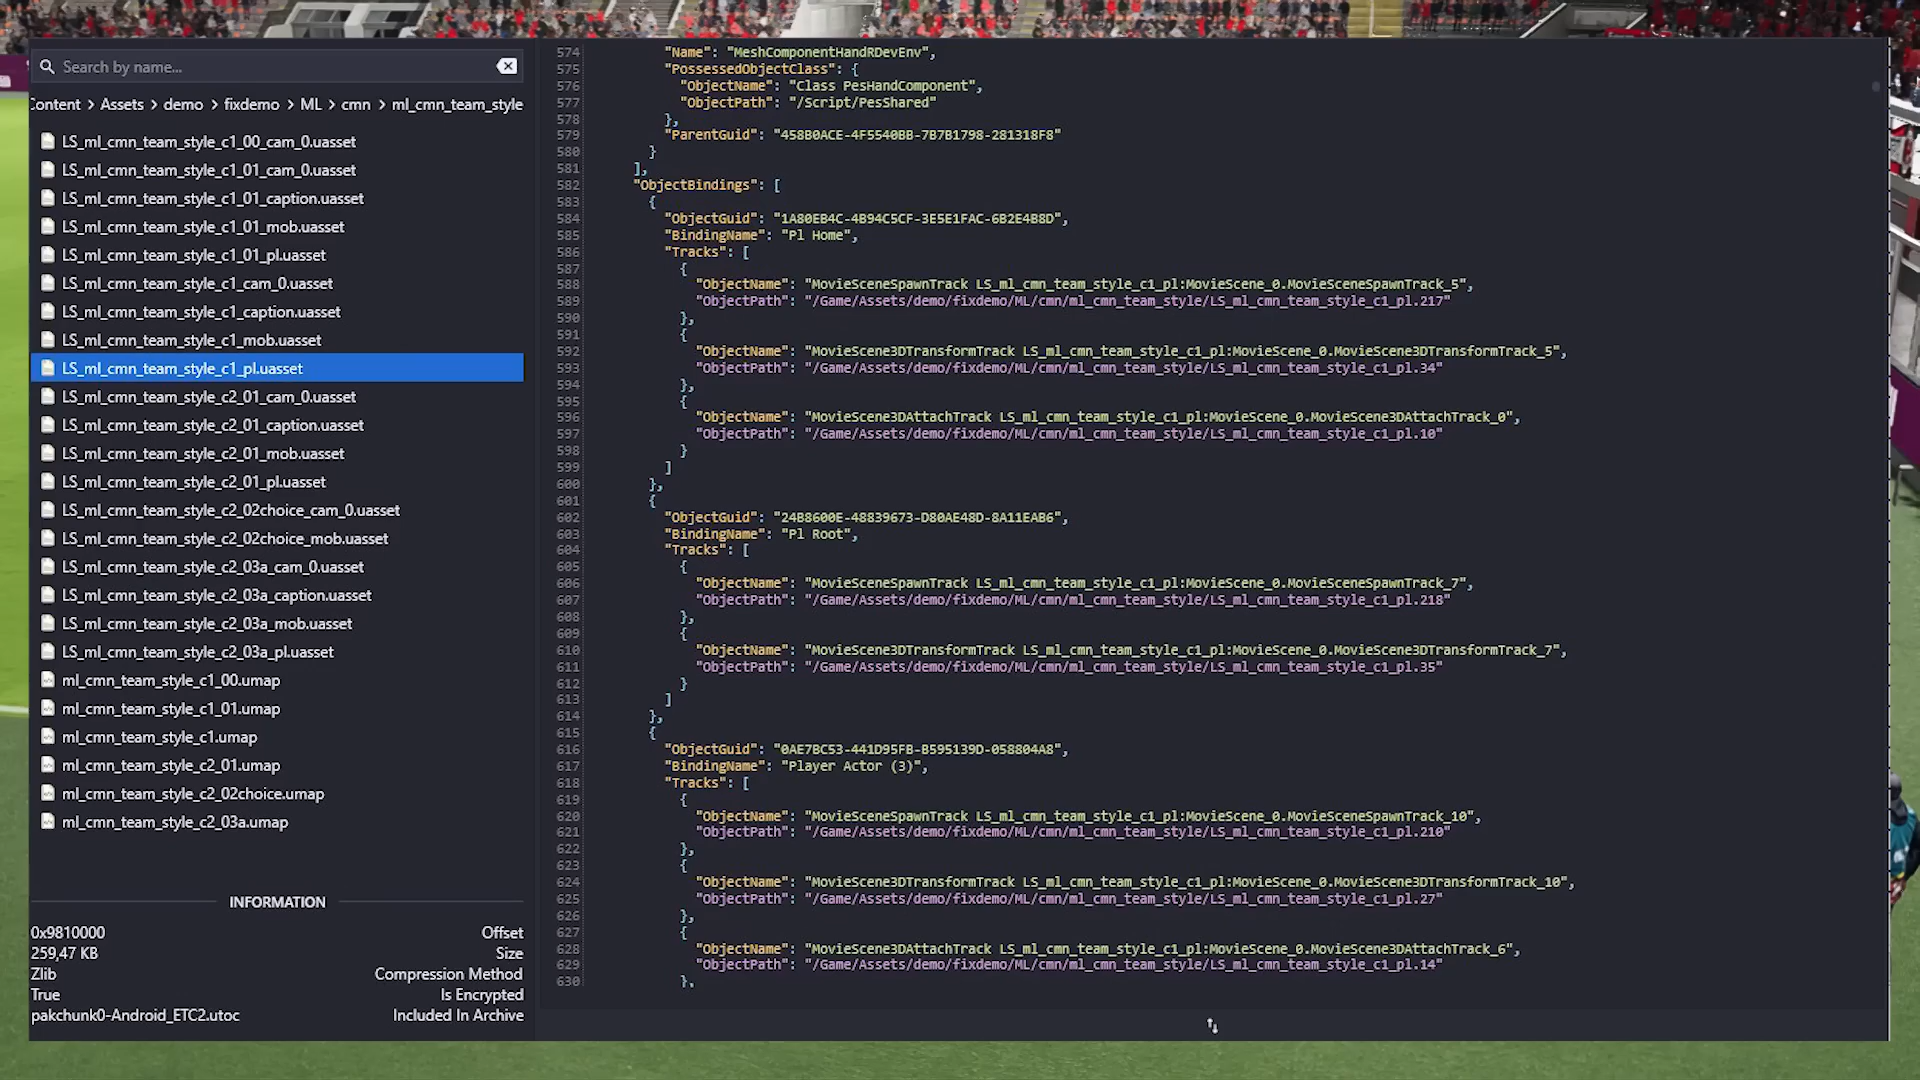 Search by name...
Content > Assets > demo > fixdemo > ML > cmn > ml_cmn_team_style
LS_ml_cmn_team_style_c1_00_cam_0.uasset
LS_ml_cmn_team_style_c1_01_cam_0.uasset
LS_ml_cmn_team_style_c1_01_caption.uasset
LS_ml_cmn_team_style_c1_01_mob.uasset
LS_ml_cmn_team_style_c1_01_pl.uasset
LS_ml_cmn_team_style_c1_cam_0.uasset
LS_ml_cmn_team_style_c1_caption.uasset
LS_ml_cmn_team_style_c1_mob.uasset
LS_ml_cmn_team_style_c1_pl.uasset
LS_ml_cmn_team_style_c2_01_cam_0.uasset
LS_ml_cmn_team_style_c2_01_caption.uasset
LS_ml_cmn_team_style_c2_01_mob.uasset
LS_ml_cmn_team_style_c2_01_pl.uasset
LS_ml_cmn_team_style_c2_02choice_cam_0.uasset
LS_ml_cmn_team_style_c2_02choice_mob.uasset
LS_ml_cmn_team_style_c2_03a_cam_0.uasset
LS_ml_cmn_team_style_c2_03a_caption.uasset
LS_ml_cmn_team_style_c2_03a_mob.uasset
LS_ml_cmn_team_style_c2_03a_pl.uasset
ml_cmn_team_style_c1_00.umap
ml_cmn_team_style_c1_01.umap
ml_cmn_team_style_c1.umap
ml_cmn_team_style_c2_01.umap
ml_cmn_team_style_c2_02choice.umap
ml_cmn_team_style_c2_03a.umap
INFORMATION
0x9810000 Offset
259,47 KB Size
Zlib Compression Method
True Is Encrypted
pakchunk0-Android_ETC2.utoc Included In Archive
574 "Name": "MeshComponentHandRDevEnv",
575 "PossessedObjectClass": {
576 "ObjectName": "Class PesHandComponent",
577 "ObjectPath": "/Script/PesShared"
578 },
579 "ParentGuid": "458B0ACE-4F5540BB-7B7B1798-281318F8"
580 }
581 ],
582 "ObjectBindings": [
583 {
584 "ObjectGuid": "1A80EB4C-4B94C5CF-3E5E1FAC-6B2E4B8D",
585 "BindingName": "Pl Home",
586 "Tracks": [
587 {
588 "ObjectName": "MovieSceneSpawnTrack LS_ml_cmn_team_style_c1_pl:MovieScene_0.MovieSceneSpawnTrack_5",
589 "ObjectPath": "/Game/Assets/demo/fixdemo/ML/cmn/ml_cmn_team_style/LS_ml_cmn_team_style_c1_pl.217"
590 },
591 {
592 "ObjectName": "MovieScene3DTransformTrack LS_ml_cmn_team_style_c1_pl:MovieScene_0.MovieScene3DTransformTrack_5",
593 "ObjectPath": "/Game/Assets/demo/fixdemo/ML/cmn/ml_cmn_team_style/LS_ml_cmn_team_style_c1_pl.34"
594 },
595 {
596 "ObjectName": "MovieScene3DAttachTrack LS_ml_cmn_team_style_c1_pl:MovieScene_0.MovieScene3DAttachTrack_0",
597 "ObjectPath": "/Game/Assets/demo/fixdemo/ML/cmn/ml_cmn_team_style/LS_ml_cmn_team_style_c1_pl.10"
598 }
599 ]
600 },
601 {
602 "ObjectGuid": "24B8600E-48839673-D80AE48D-8A11EAB6",
603 "BindingName": "Pl Root",
604 "Tracks": [
605 {
606 "ObjectName": "MovieSceneSpawnTrack LS_ml_cmn_team_style_c1_pl:MovieScene_0.MovieSceneSpawnTrack_7",
607 "ObjectPath": "/Game/Assets/demo/fixdemo/ML/cmn/ml_cmn_team_style/LS_ml_cmn_team_style_c1_pl.218"
608 },
609 {
610 "ObjectName": "MovieScene3DTransformTrack LS_ml_cmn_team_style_c1_pl:MovieScene_0.MovieScene3DTransformTrack_7",
611 "ObjectPath": "/Game/Assets/demo/fixdemo/ML/cmn/ml_cmn_team_style/LS_ml_cmn_team_style_c1_pl.35"
612 }
613 ]
614 },
615 {
616 "ObjectGuid": "0AE7BC53-441D95FB-B595139D-058804A8",
617 "BindingName": "Player Actor (3)",
618 "Tracks": [
619 {
620 "ObjectName": "MovieSceneSpawnTrack LS_ml_cmn_team_style_c1_pl:MovieScene_0.MovieSceneSpawnTrack_10",
621 "ObjectPath": "/Game/Assets/demo/fixdemo/ML/cmn/ml_cmn_team_style/LS_ml_cmn_team_style_c1_pl.210"
622 },
623 {
624 "ObjectName": "MovieScene3DTransformTrack LS_ml_cmn_team_style_c1_pl:MovieScene_0.MovieScene3DTransformTrack_10",
625 "ObjectPath": "/Game/Assets/demo/fixdemo/ML/cmn/ml_cmn_team_style/LS_ml_cmn_team_style_c1_pl.27"
626 },
627 {
628 "ObjectName": "MovieScene3DAttachTrack LS_ml_cmn_team_style_c1_pl:MovieScene_0.MovieScene3DAttachTrack_6",
629 "ObjectPath": "/Game/Assets/demo/fixdemo/ML/cmn/ml_cmn_team_style/LS_ml_cmn_team_style_c1_pl.14"
630 },